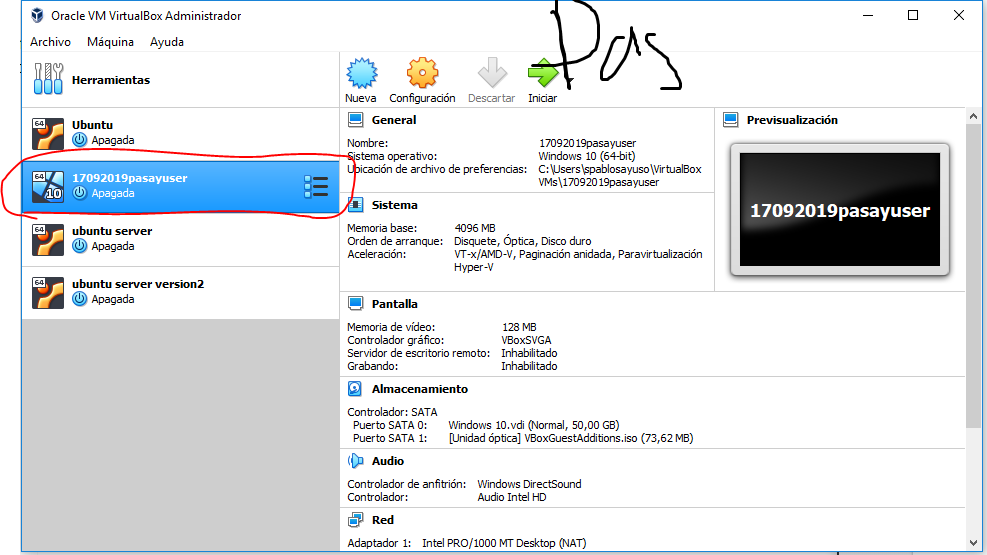 Oracle VM VirtualBox Administrador
Archivo Máquina Ayuda
Pas
Herramientas
Nueva Configuración Descartar Iniciar
64
Ubuntu
Apagada
64
10
17092019pasayuser
Apagada
64
ubuntu server
Apagada
64
ubuntu server version2
Apagada
General
Nombre: 17092019pasayuser
Sistema operativo: Windows 10 (64-bit)
Ubicación de archivo de preferencias: C:\Users\spablosayuso\VirtualBox
VMs\17092019pasayuser
Sistema
Memoria base: 4096 MB
Orden de arranque: Disquete, Óptica, Disco duro
Aceleración: VT-x/AMD-V, Paginación anidada, Paravirtualización
Hyper-V
Previsualización
17092019pasayuser
Pantalla
Memoria de vídeo: 128 MB
Controlador gráfico: VBoxSVGA
Servidor de escritorio remoto: Inhabilitado
Grabando: Inhabilitado
Almacenamiento
Controlador: SATA
Puerto SATA 0: Windows 10.vdi (Normal, 50,00 GB)
Puerto SATA 1: [Unidad óptica] VBoxGuestAdditions.iso (73,62 MB)
Audio
Controlador de anfitrión: Windows DirectSound
Controlador: Audio Intel HD
Red
Adaptador 1: Intel PRO/1000 MT Desktop (NAT)